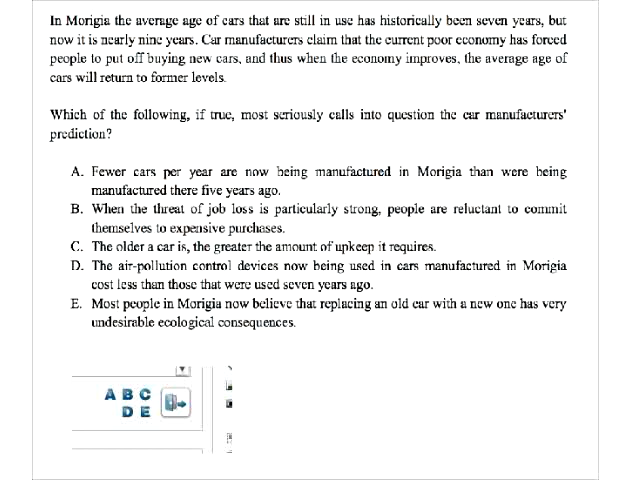 In Morigia the average age of cars that are still in use has historically been seven years, but
now it is nearly nine years. Car manufacturers claim that the current poor economy has forced
people to put off buying new cars, and thus when the economy improves, the average age of
cars will return to former levels.
Which of the following, if true, most seriously calls into question the car manufacturers'
prediction?
A. Fewer cars per year are now being manufactured in Morigia than were being
manufactured there five years ago.
B. When the threat of job loss is particularly strong, people are reluctant to commit
themselves to expensive purchases.
C. The older a car is, the greater the amount of upkeep it requires.
D. The air-pollution control devices now being used in cars manufactured in Morigia
cost less than those that were used seven years ago.
E. Most people in Morigia now believe that replacing an old car with a new one has very
undesirable ecological consequences.
A B C
D E